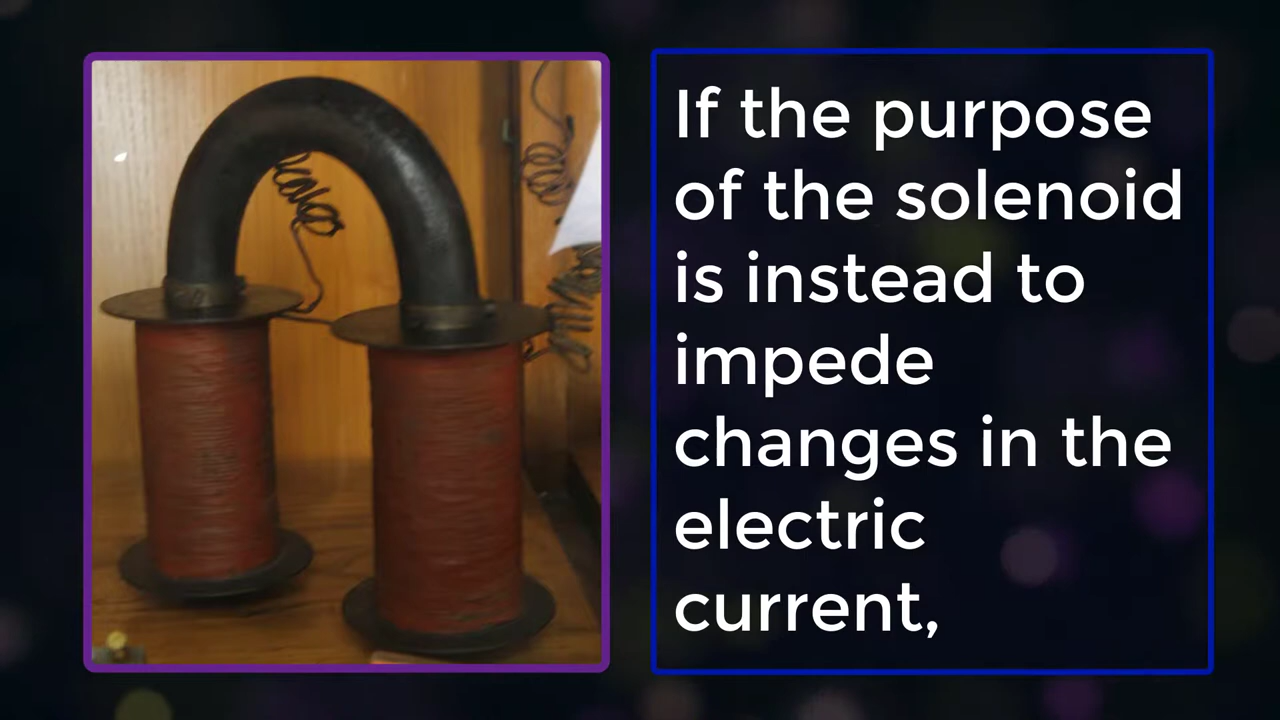 If the purpose
of the solenoid
is instead to
impede
changes in the
electric
current,